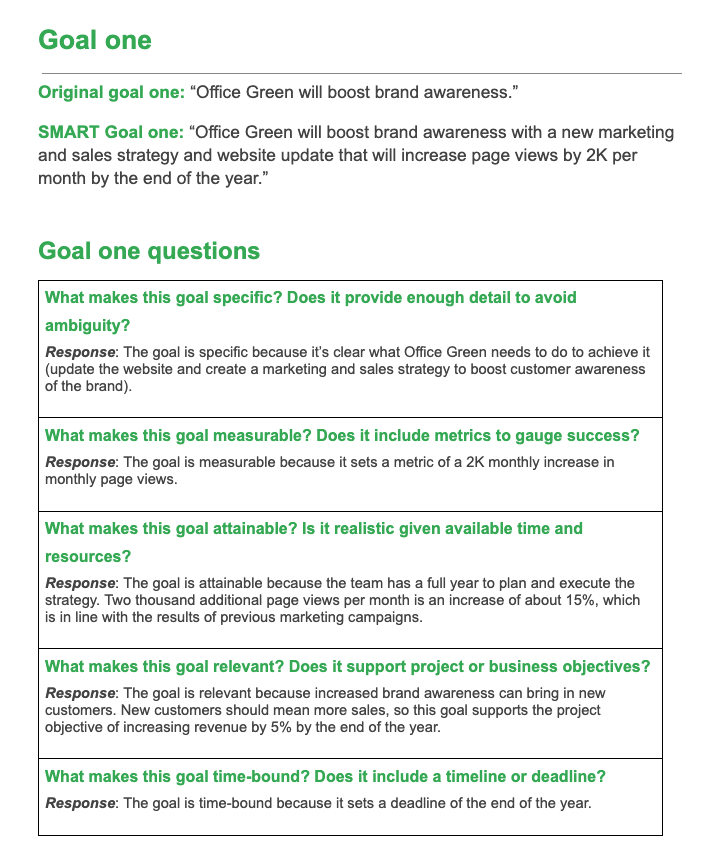 Goal one
Original goal one: “Office Green will boost brand awareness.”
SMART Goal one: “Office Green will boost brand awareness with a new marketing
and sales strategy and website update that will increase page views by 2K per
month by the end of the year.”
Goal one questions
What makes this goal specific? Does it provide enough detail to avoid
ambiguity?
Response: The goal is specific because it’s clear what Office Green needs to do to achieve it
(update the website and create a marketing and sales strategy to boost customer awareness
of the brand).
What makes this goal measurable? Does it include metrics to gauge success?
Response: The goal is measurable because it sets a metric of a 2K monthly increase in
monthly page views.
What makes this goal attainable? Is it realistic given available time and
resources?
Response: The goal is attainable because the team has a full year to plan and execute the
strategy. Two thousand additional page views per month is an increase of about 15%, which
is in line with the results of previous marketing campaigns.
What makes this goal relevant? Does it support project or business objectives?
Response: The goal is relevant because increased brand awareness can bring in new
customers. New customers should mean more sales, so this goal supports the project
objective of increasing revenue by 5% by the end of the year.
What makes this goal time-bound? Does it include a timeline or deadline?
Response: The goal is time-bound because it sets a deadline of the end of the year.